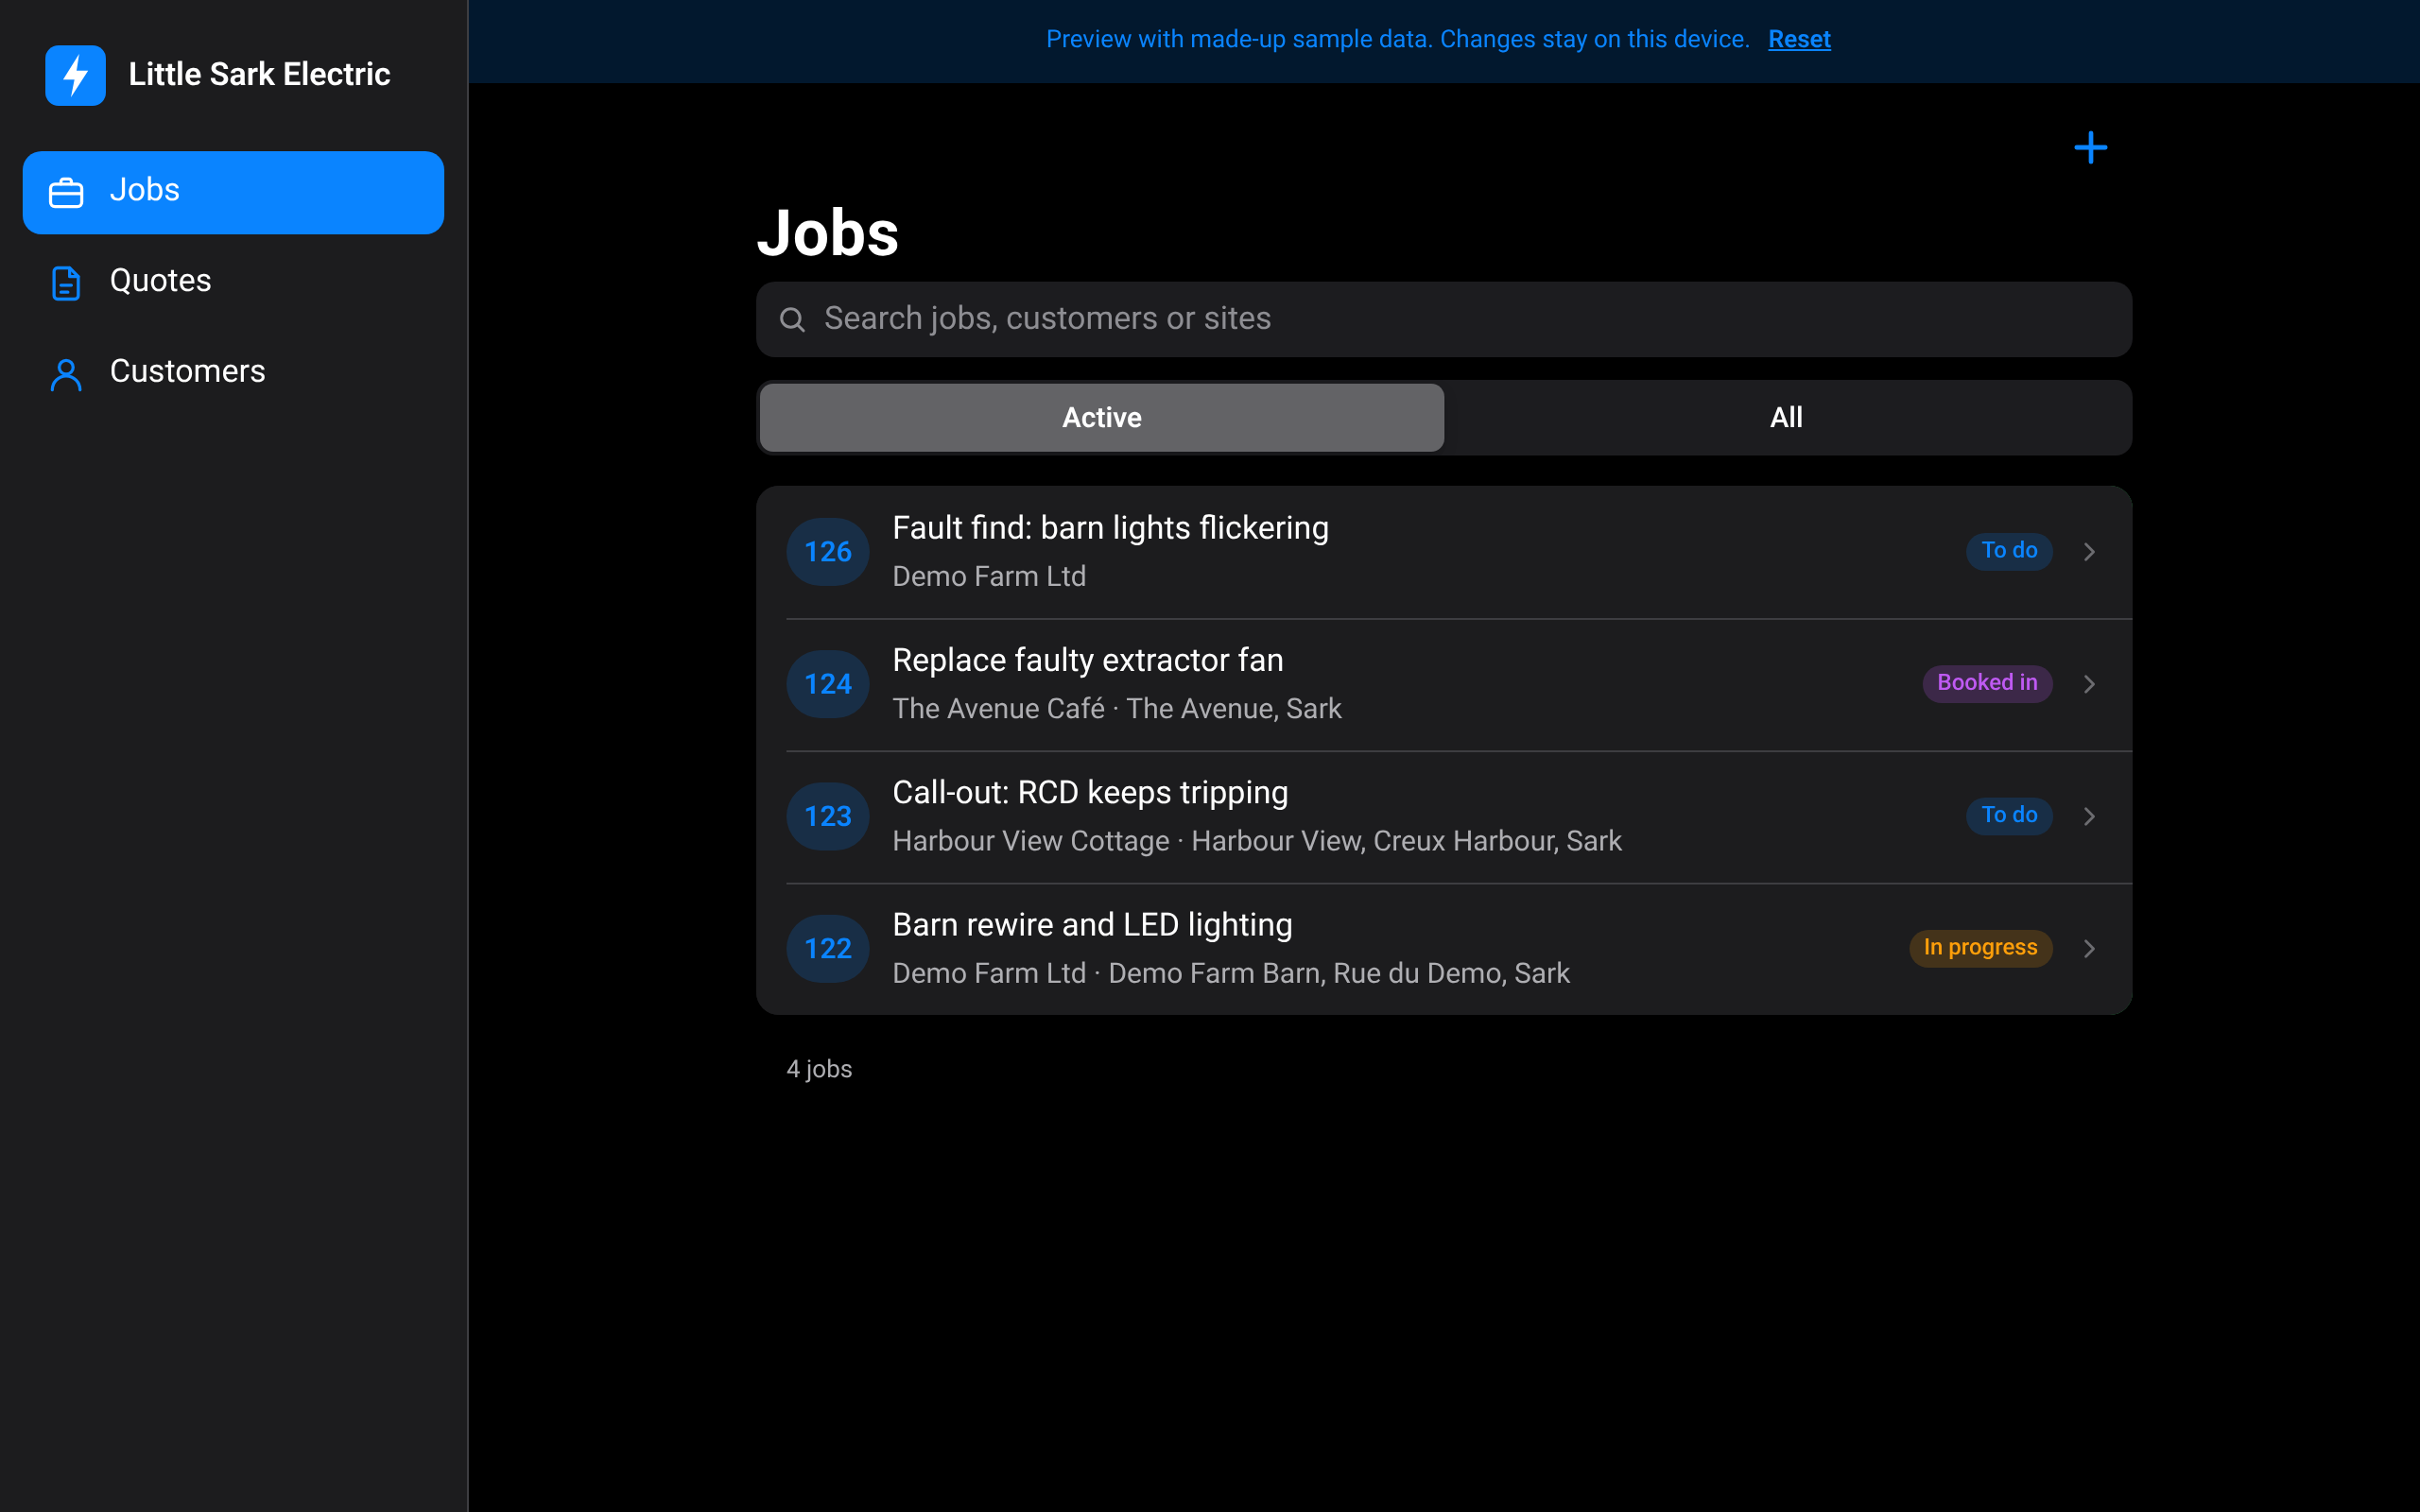 Little Sark Electric
Jobs
Quotes
Customers
Preview with made-up sample data. Changes stay on this device. Reset
Jobs
Search jobs, customers or sites
Active
All
126
Fault find: barn lights flickering
Demo Farm Ltd
To do
124
Replace faulty extractor fan
The Avenue Café · The Avenue, Sark
Booked in
123
Call-out: RCD keeps tripping
Harbour View Cottage · Harbour View, Creux Harbour, Sark
To do
122
Barn rewire and LED lighting
Demo Farm Ltd · Demo Farm Barn, Rue du Demo, Sark
In progress
4 jobs